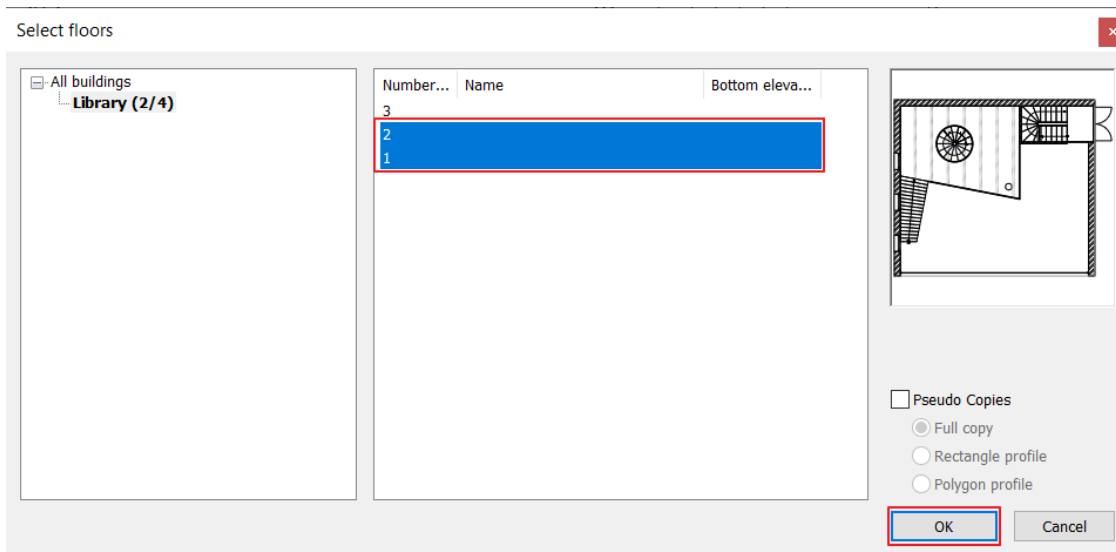 Select floors
All buildings
Library (2/4)
Number... Name Bottom eleva...
3
2
1
Pseudo Copies
Full copy
Rectangle profile
Polygon profile
OK Cancel